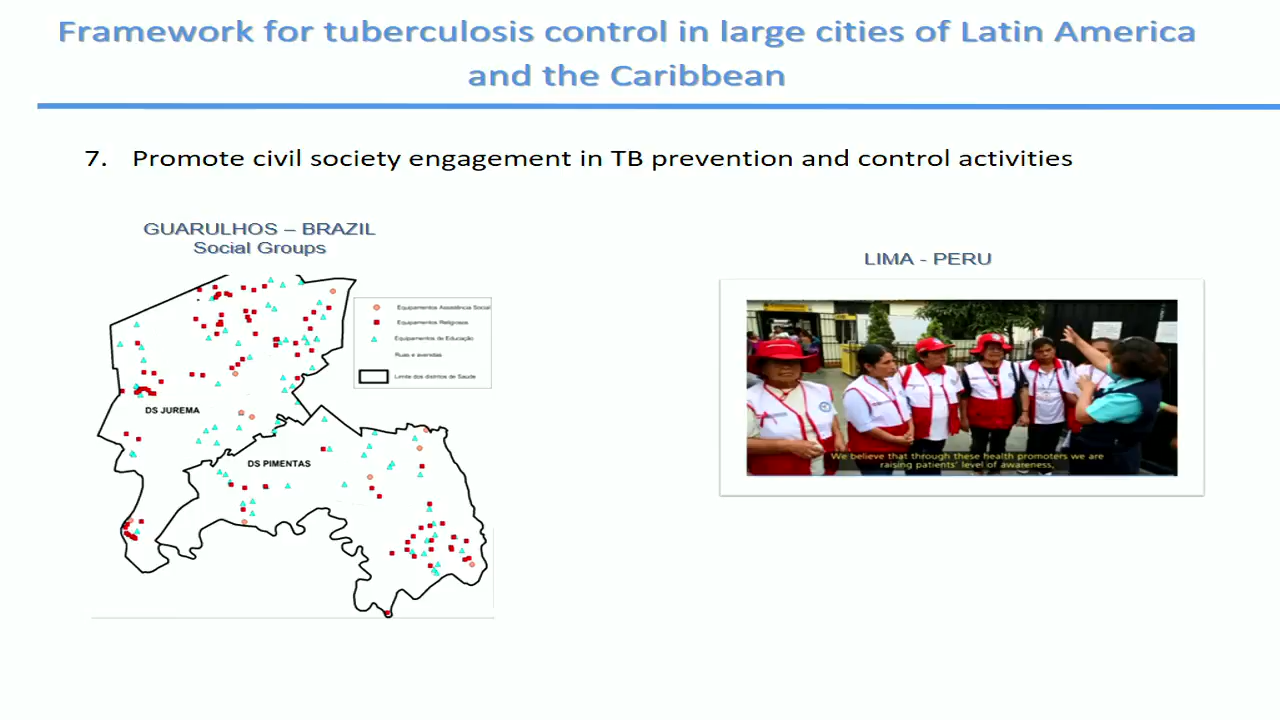 Framework for tuberculosis control in large cities of Latin America
and the Caribbean
7. Promote civil society engagement in TB prevention and control activities
GUARULHOS – BRAZIL
Social Groups
LIMA - PERU
Equipamentos Assistência Social
Equipamentos Religiosos
Equipamentos de Educação
Ruas e avenidas
Limite dos distritos de Saúde
DS JUREMA
DS PIMENTAS
We believe that through these health promoters we are
raising patients' level of awareness,